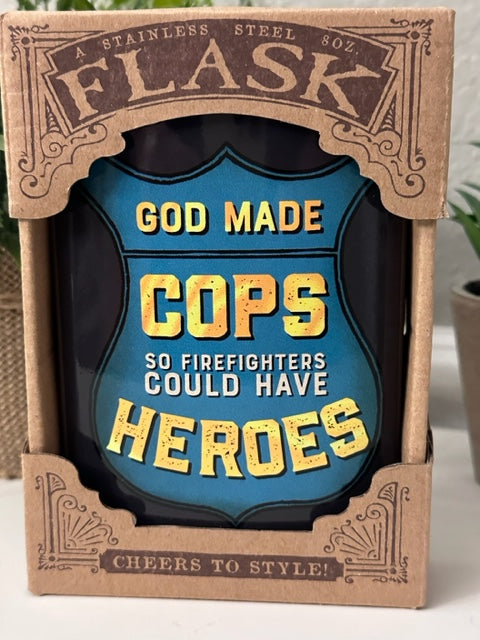 A STAINLESS STEEL 8OZ.
FLASK
GOD MADE
COPS
SO FIREFIGHTERS
COULD HAVE
HEROES
CHEERS TO STYLE!